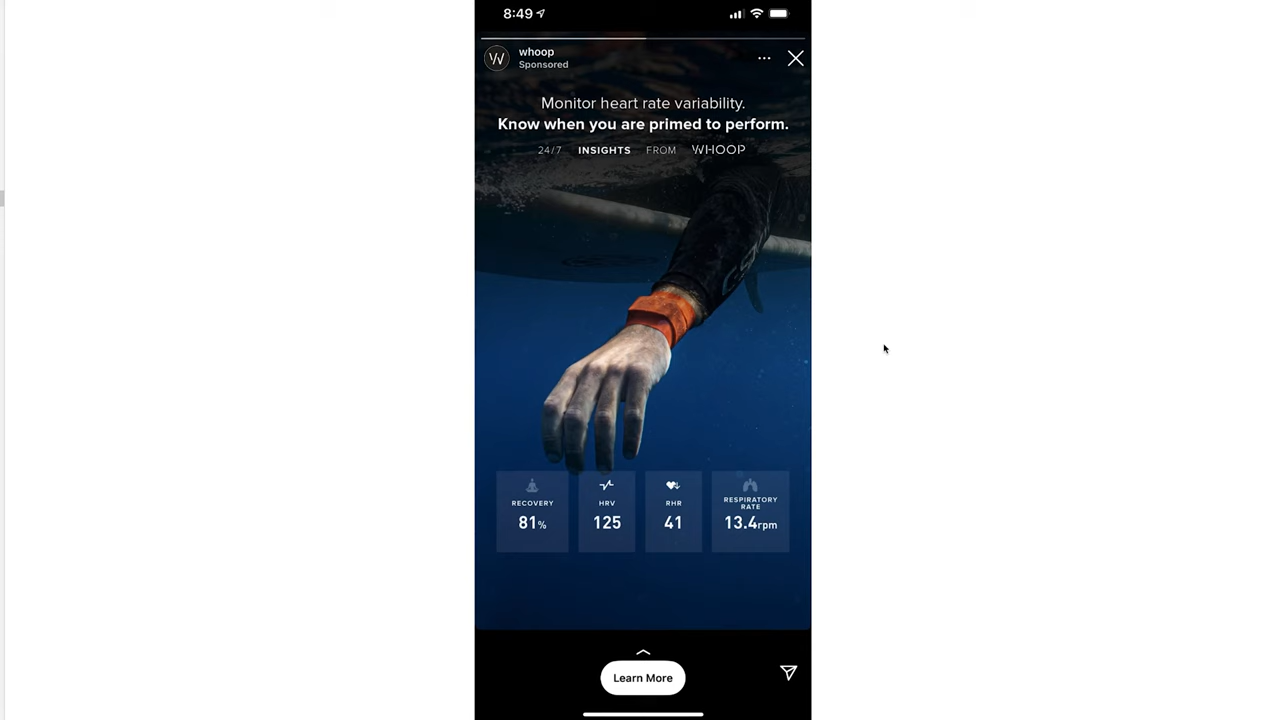 8:49
whoop
Sponsored
Monitor heart rate variability.
Know when you are primed to perform.
24/7 INSIGHTS FROM WHOOP
RECOVERY
81%
HRV
125
RHR
41
RESPIRATORY
RATE
13.4rpm
Learn More